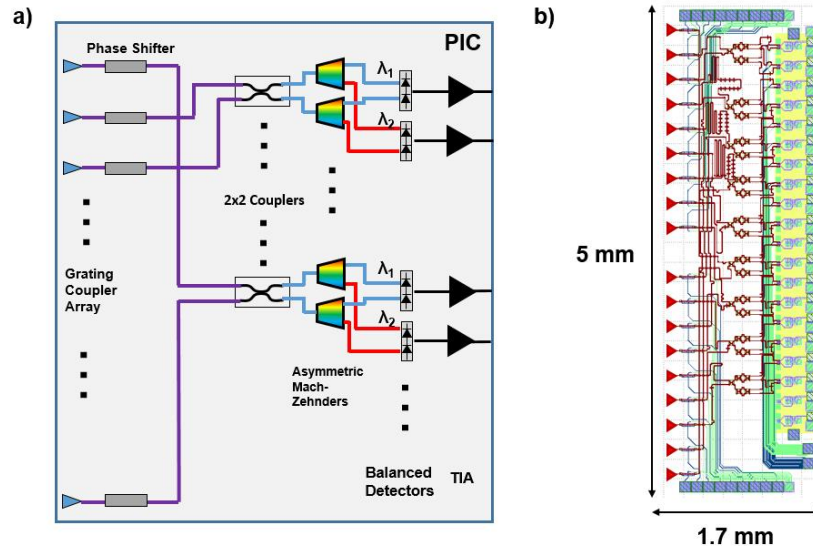 a)
PIC
Phase Shifter
λ1
λ2
2x2 Couplers
Grating
Coupler
Array
λ1
λ2
Asymmetric
Mach-
Zehnders
Balanced
Detectors
TIA
b)
5 mm
1.7 mm